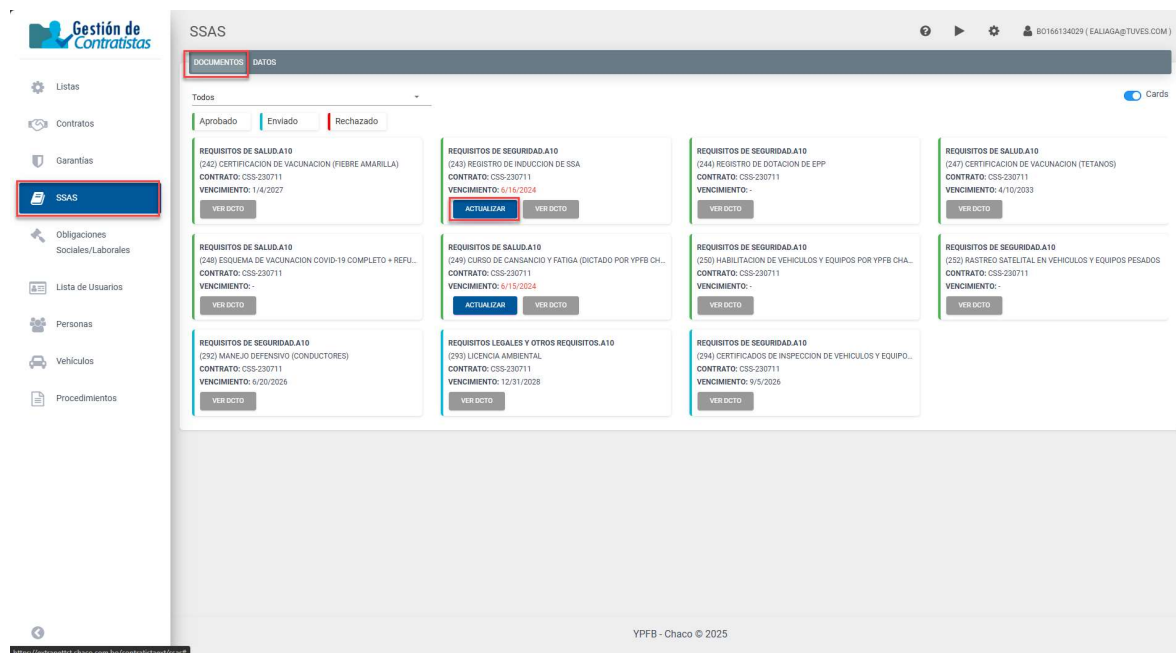 Gestión de
Contratistas
SSAS
BO166134029 ( EALIAGA@TUVES.COM )
DOCUMENTOS DATOS
Todos
Cards
Aprobado Enviado Rechazado
Listas
Contratos
Garantías
SSAS
Obligaciones
Sociales/Laborales
Lista de Usuarios
Personas
Vehículos
Procedimientos
REQUISITOS DE SALUD.A10
(242) CERTIFICACION DE VACUNACION (FIEBRE AMARILLA)
CONTRATO: CSS-230711
VENCIMIENTO: 1/4/2027
VER DCTO
REQUISITOS DE SEGURIDAD.A10
(243) REGISTRO DE INDUCCION DE SSA
CONTRATO: CSS-230711
VENCIMIENTO: 6/16/2024
ACTUALIZAR VER DCTO
REQUISITOS DE SEGURIDAD.A10
(244) REGISTRO DE DOTACION DE EPP
CONTRATO: CSS-230711
VENCIMIENTO: -
VER DCTO
REQUISITOS DE SALUD.A10
(247) CERTIFICACION DE VACUNACION (TETANOS)
CONTRATO: CSS-230711
VENCIMIENTO: 4/10/2033
VER DCTO
REQUISITOS DE SALUD.A10
(248) ESQUEMA DE VACUNACION COVID-19 COMPLETO + REFU...
CONTRATO: CSS-230711
VENCIMIENTO: -
VER DCTO
REQUISITOS DE SALUD.A10
(249) CURSO DE CANSANCIO Y FATIGA (DICTADO POR YPFB CH...
CONTRATO: CSS-230711
VENCIMIENTO: 6/15/2024
ACTUALIZAR VER DCTO
REQUISITOS DE SEGURIDAD.A10
(250) HABILITACION DE VEHICULOS Y EQUIPOS POR YPFB CHA...
CONTRATO: CSS-230711
VENCIMIENTO: -
VER DCTO
REQUISITOS DE SEGURIDAD.A10
(252) RASTREO SATELITAL EN VEHICULOS Y EQUIPOS PESADOS
CONTRATO: CSS-230711
VENCIMIENTO: -
VER DCTO
REQUISITOS DE SEGURIDAD.A10
(292) MANEJO DEFENSIVO (CONDUCTORES)
CONTRATO: CSS-230711
VENCIMIENTO: 6/20/2026
VER DCTO
REQUISITOS LEGALES Y OTROS REQUISITOS.A10
(293) LICENCIA AMBIENTAL
CONTRATO: CSS-230711
VENCIMIENTO: 12/31/2028
VER DCTO
REQUISITOS DE SEGURIDAD.A10
(294) CERTIFICADOS DE INSPECCION DE VEHICULOS Y EQUIPO...
CONTRATO: CSS-230711
VENCIMIENTO: 9/5/2026
VER DCTO
YPFB - Chaco © 2025